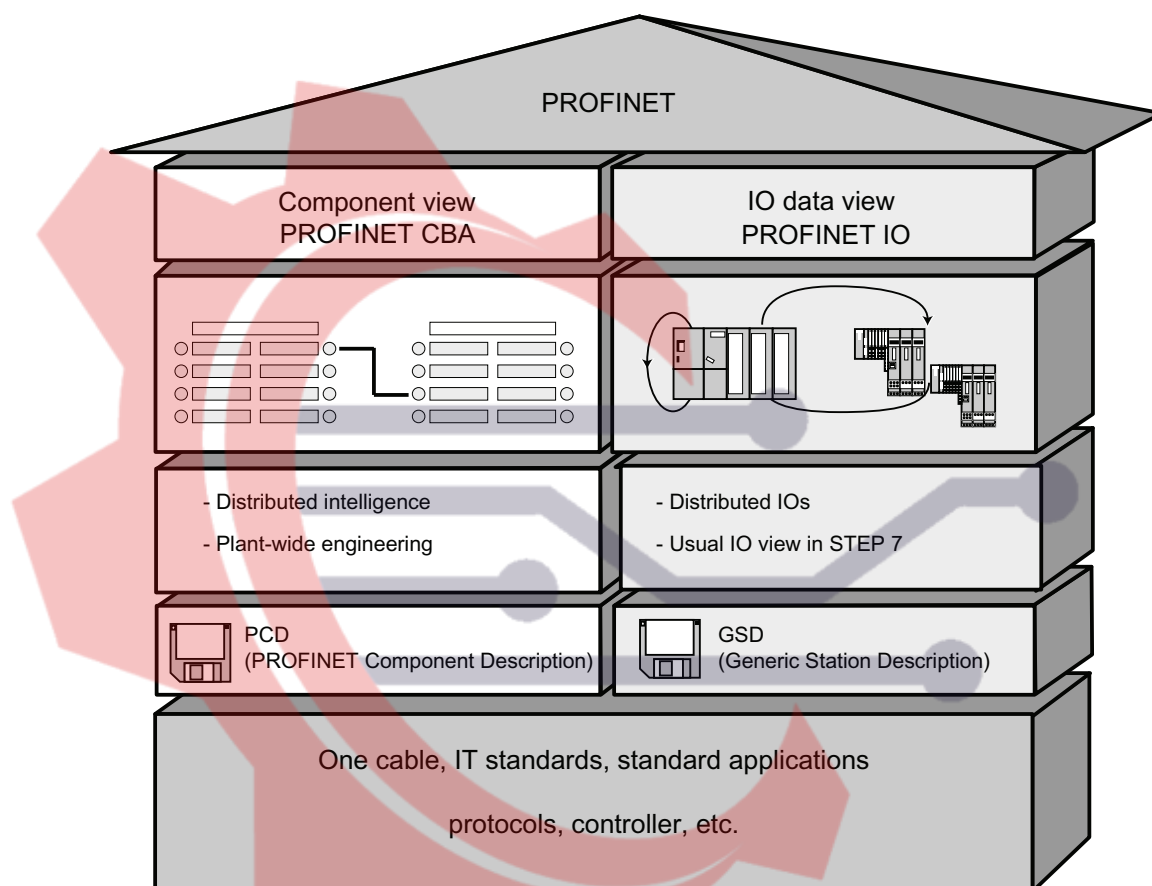 PROFINET
Component view
PROFINET CBA
IO data view
PROFINET IO
- Distributed intelligence
- Plant-wide engineering
- Distributed IOs
- Usual IO view in STEP 7
PCD
(PROFINET Component Description)
GSD
(Generic Station Description)
One cable, IT standards, standard applications
protocols, controller, etc.